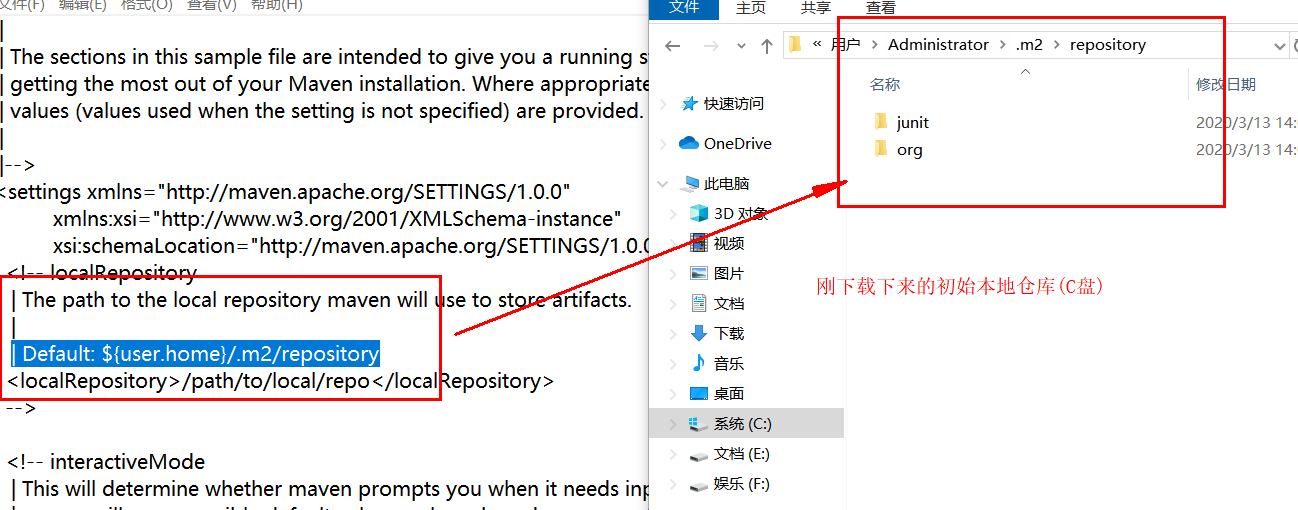 文件(F) 编辑(E) 格式(O) 查看(V) 帮助(H)
|
| The sections in this sample file are intended to give you a running s
| getting the most out of your Maven installation. Where appropriate
| values (values used when the setting is not specified) are provided.
|
|-->
<settings xmlns="http://maven.apache.org/SETTINGS/1.0.0"
xmlns:xsi="http://www.w3.org/2001/XMLSchema-instance"
xsi:schemaLocation="http://maven.apache.org/SETTINGS/1.0.0
<!-- localRepository
| The path to the local repository maven will use to store artifacts.
|
| Default: ${user.home}/.m2/repository
<localRepository>/path/to/local/repo</localRepository>
-->
<!-- interactiveMode
| This will determine whether maven prompts you when it needs inp
文件 主页 共享 查看
« 用户 > Administrator > .m2 > repository
名称 修改日期
junit 2020/3/13 14:
org 2020/3/13 14:
快速访问
OneDrive
此电脑
3D 对象
视频
图片
文档
下载
音乐
桌面
系统 (C:)
文档 (E:)
娱乐 (F:)
刚下载下来的初始本地仓库(C盘)